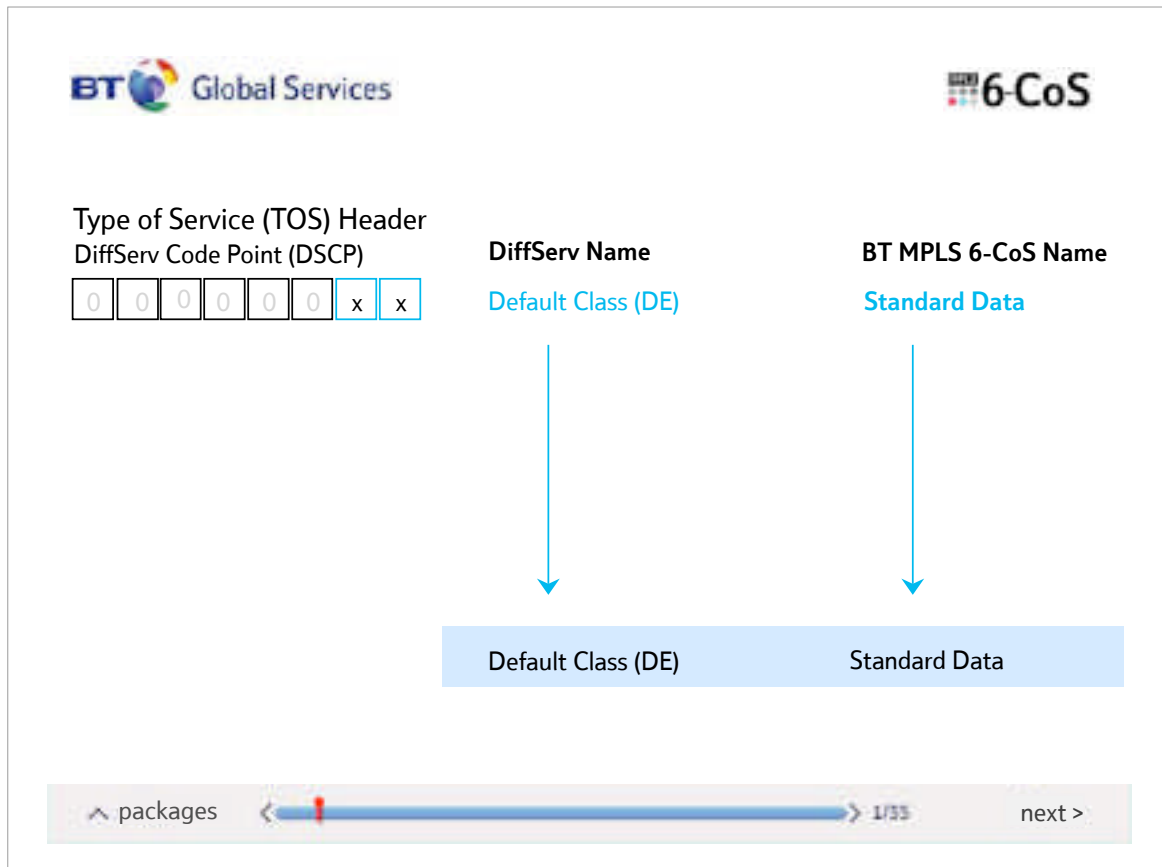 BT Global Services
MPLS 6-CoS
Type of Service (TOS) Header
DiffServ Code Point (DSCP)
DiffServ Name
BT MPLS 6-CoS Name
0 0 0 0 0 0 x x
Default Class (DE)
Standard Data
Default Class (DE)
Standard Data
packages
1/35
next >